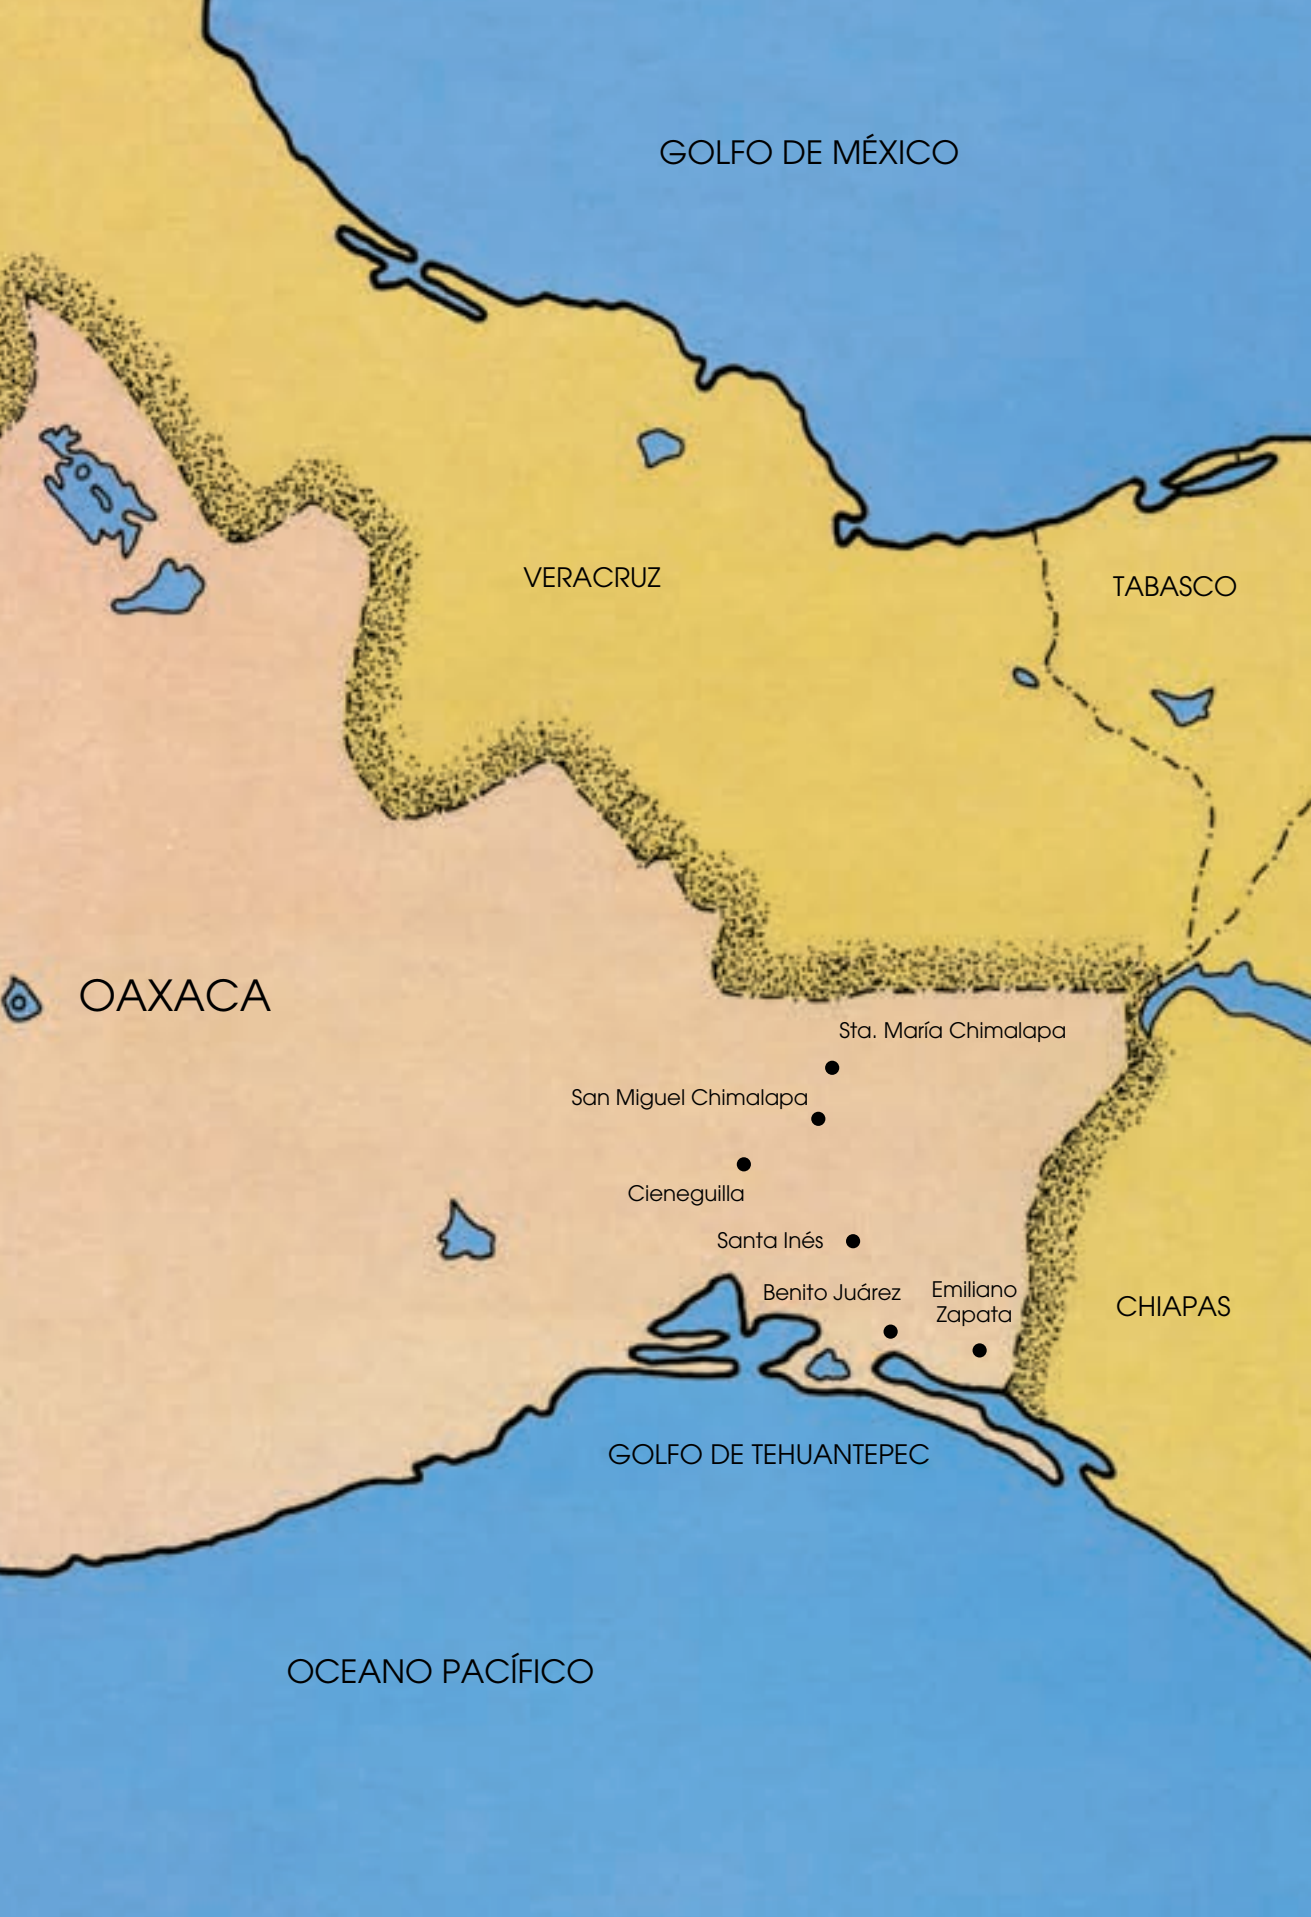 GOLFO DE MÉXICO
VERACRUZ
TABASCO
OAXACA
Sta. María Chimalapa
San Miguel Chimalapa
Cieneguilla
Santa Inés
Benito Juárez
Emiliano
Zapata
CHIAPAS
GOLFO DE TEHUANTEPEC
OCEANO PACÍFICO